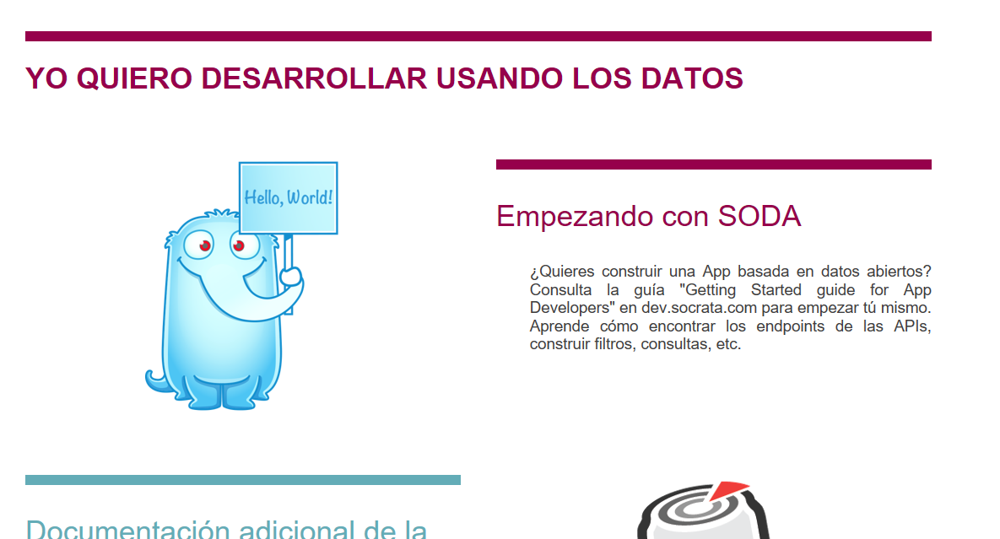 YO QUIERO DESARROLLAR USANDO LOS DATOS
Hello, World!
Empezando con SODA
¿Quieres construir una App basada en datos abiertos?
Consulta la guía "Getting Started guide for App
Developers" en dev.socrata.com para empezar tú mismo.
Aprende cómo encontrar los endpoints de las APIs,
construir filtros, consultas, etc.
Documentación adicional de la